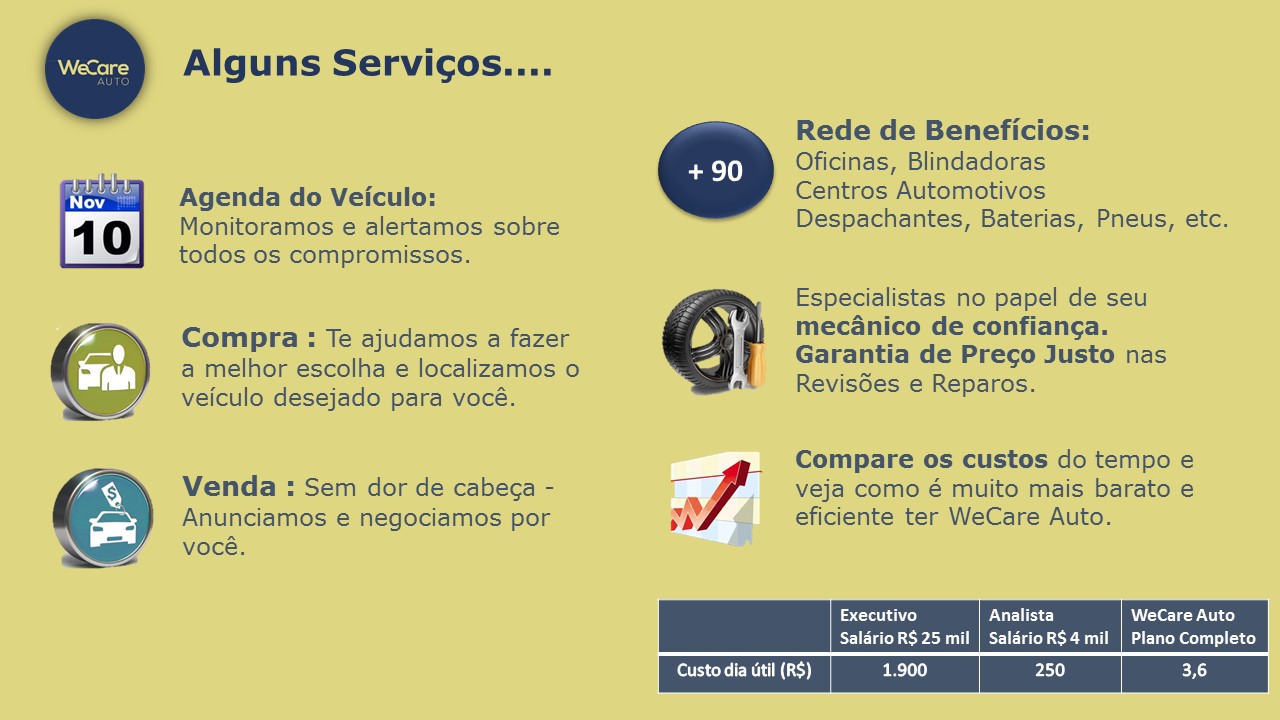 WeCare
AUTO
Alguns Serviços....
Nov
10
Agenda do Veículo:
Monitoramos e alertamos sobre
todos os compromissos.
Compra : Te ajudamos a fazer
a melhor escolha e localizamos o
veículo desejado para você.
$
Venda : Sem dor de cabeça -
Anunciamos e negociamos por
você.
+ 90
Rede de Benefícios:
Oficinas, Blindadoras
Centros Automotivos
Despachantes, Baterias, Pneus, etc.
Especialistas no papel de seu
mecânico de confiança.
Garantia de Preço Justo nas
Revisões e Reparos.
Compare os custos do tempo e
veja como é muito mais barato e
eficiente ter WeCare Auto.
Executivo
Salário R$ 25 mil
Analista
Salário R$ 4 mil
WeCare Auto
Plano Completo
Custo dia útil (R$) 1.900 250 3,6